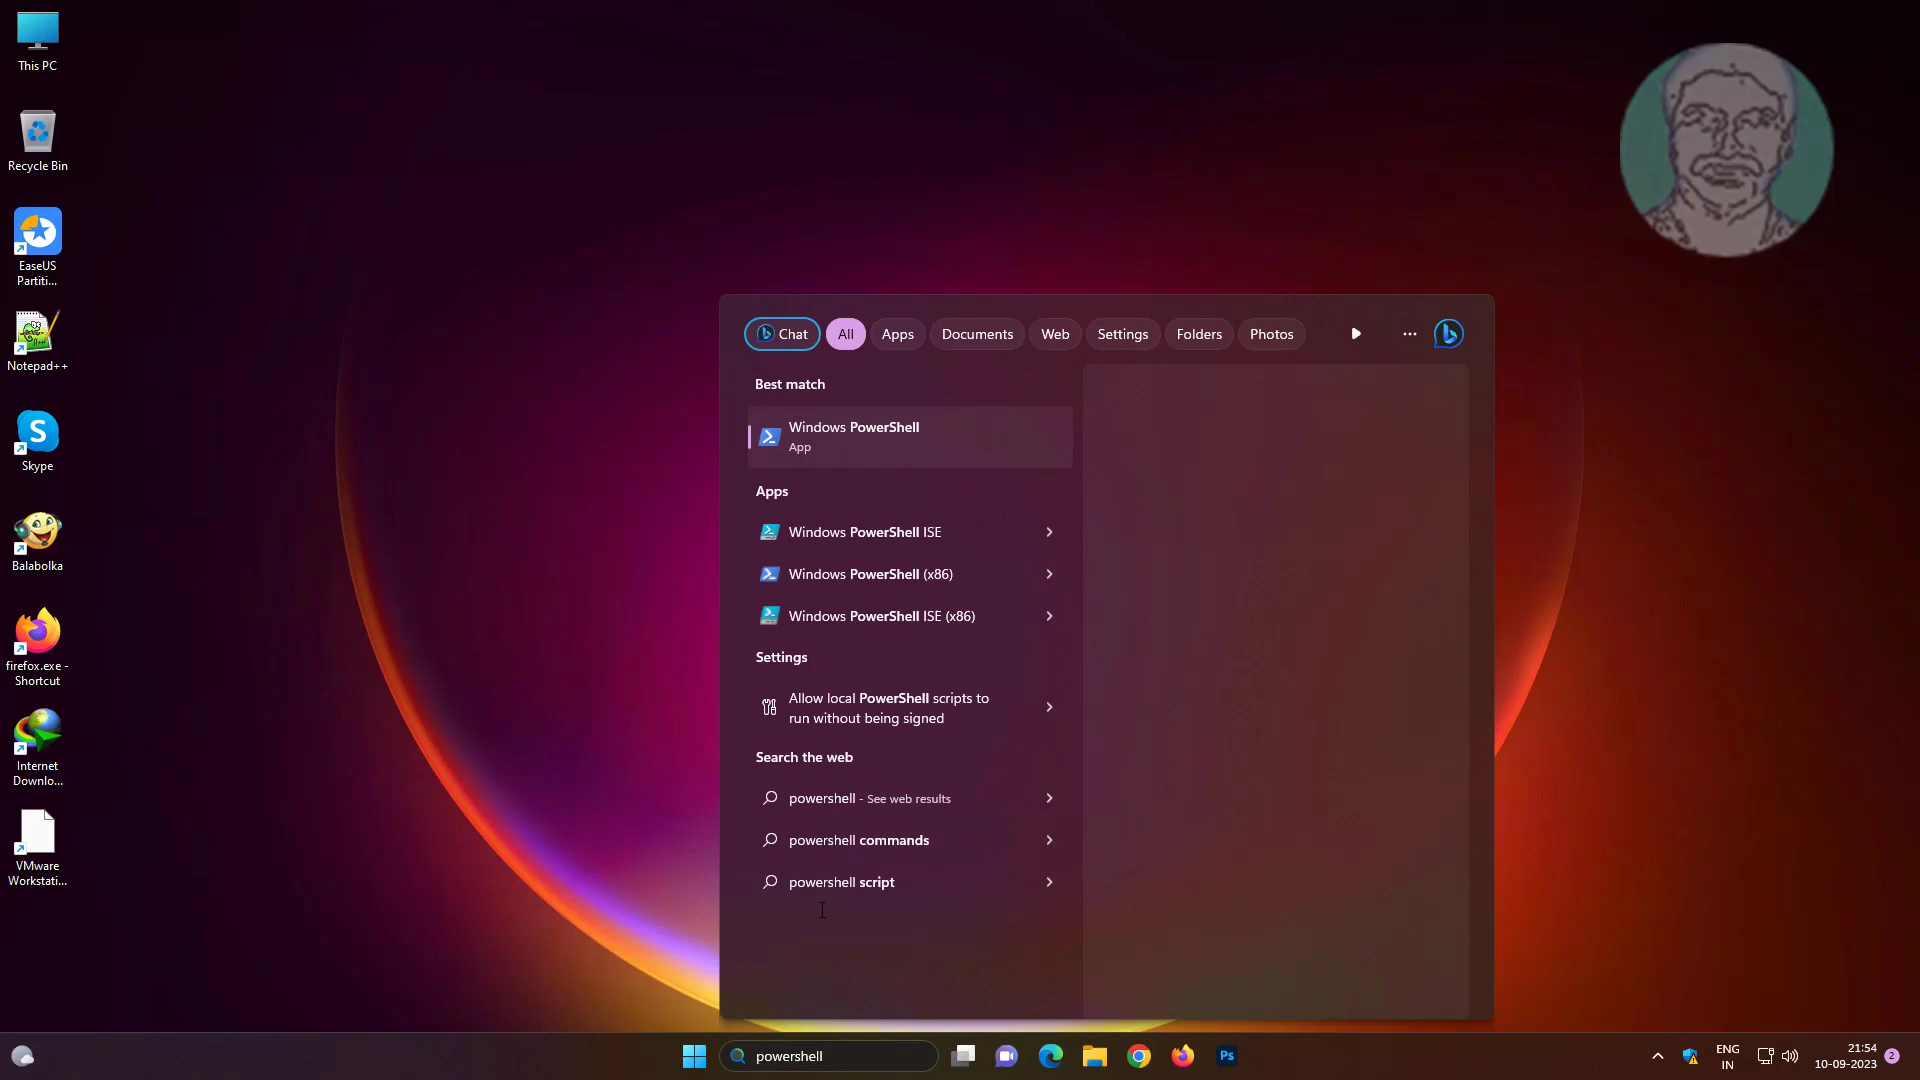 This PC
Recycle Bin
EaseUS
Partiti...
Notepad++
Skype
Balabolka
firefox.exe -
Shortcut
Internet
Downlo...
VMware
Workstati...
Chat
All
Apps
Documents
Web
Settings
Folders
Photos
Best match
Windows PowerShell
App
Apps
Windows PowerShell ISE
Windows PowerShell (x86)
Windows PowerShell ISE (x86)
Settings
Allow local PowerShell scripts to
run without being signed
Search the web
powershell - See web results
powershell commands
powershell script
powershell
Ps
ENG
IN
21:54
10-09-2023
2